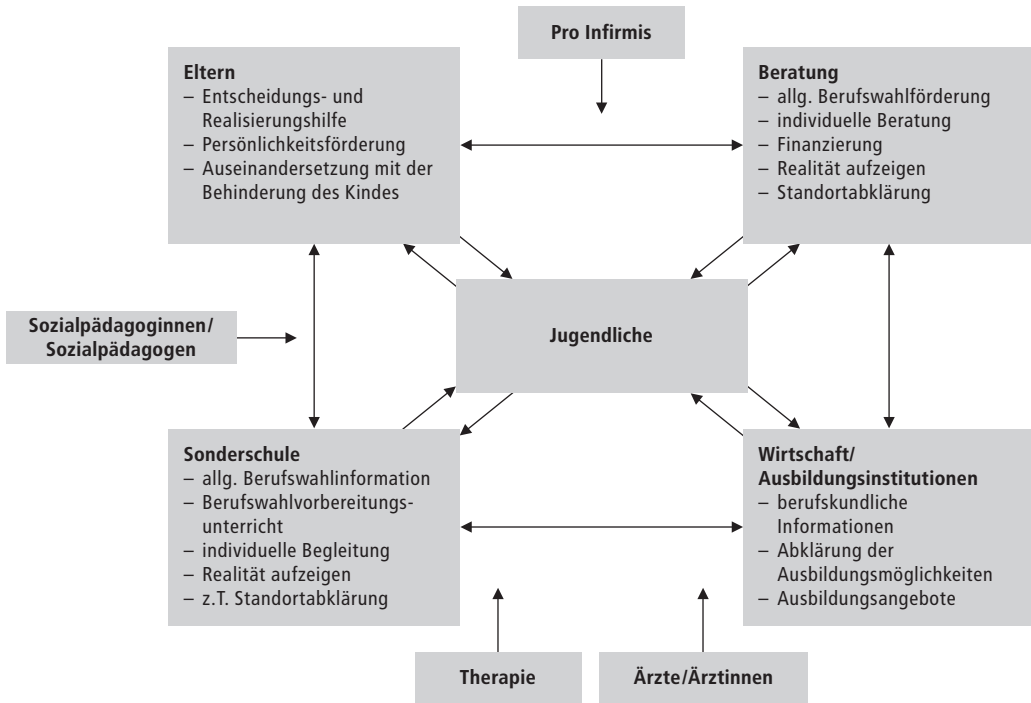 Pro Infirmis
Eltern
– Entscheidungs- und
Realisierungshilfe
– Persönlichkeitsförderung
– Auseinandersetzung mit der
Behinderung des Kindes
Beratung
– allg. Berufswahlförderung
– individuelle Beratung
– Finanzierung
– Realität aufzeigen
– Standortabklärung
Sozialpädagoginnen/
Sozialpädagogen
Jugendliche
Sonderschule
– allg. Berufswahlinformation
– Berufswahlvorbereitungs-
unterricht
– individuelle Begleitung
– Realität aufzeigen
– z.T. Standortabklärung
Wirtschaft/
Ausbildungsinstitutionen
– berufskundliche
Informationen
– Abklärung der
Ausbildungsmöglichkeiten
– Ausbildungsangebote
Therapie
Ärzte/Ärztinnen